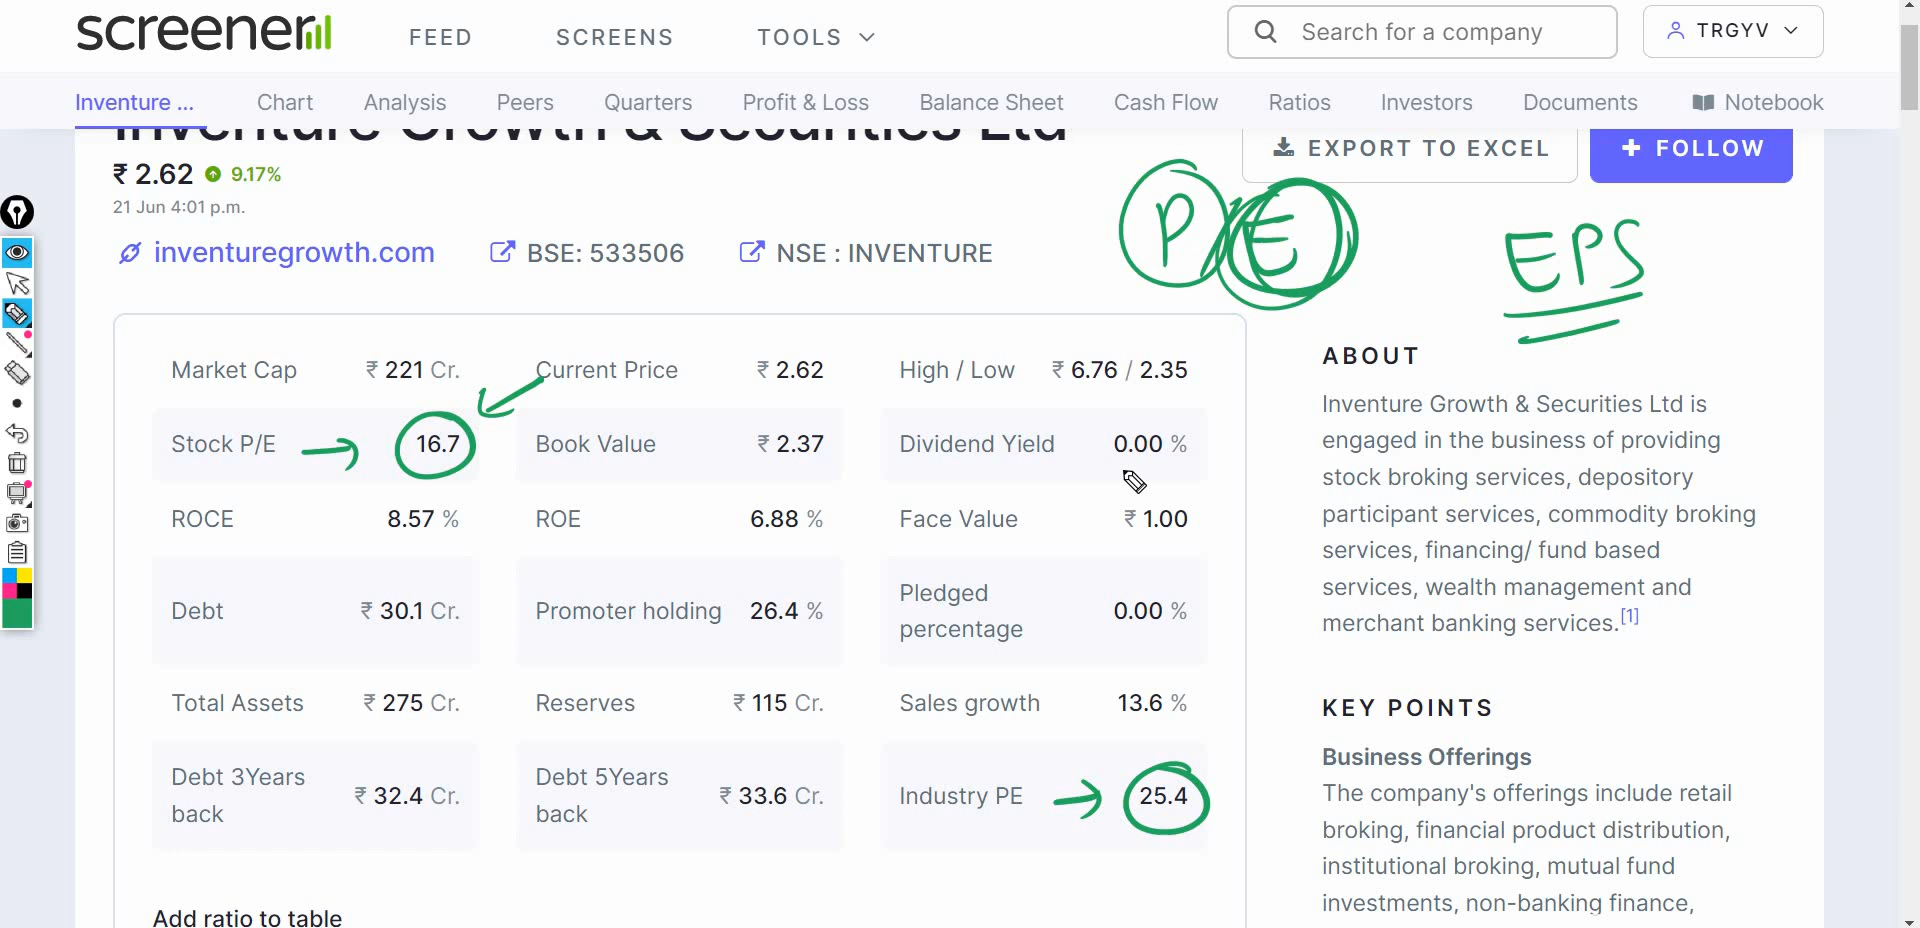 screener
FEED
SCREENS
TOOLS
Search for a company
TRGYV
Inventure ...
Chart
Analysis
Peers
Quarters
Profit & Loss
Balance Sheet
Cash Flow
Ratios
Investors
Documents
Notebook
Inventure Growth & Securities Ltd
EXPORT TO EXCEL
+ FOLLOW
₹ 2.62 9.17%
21 Jun 4:01 p.m.
inventuregrowth.com
BSE: 533506
NSE : INVENTURE
P/E
EPS
Market Cap ₹ 221 Cr.
Current Price ₹ 2.62
High / Low ₹ 6.76 / 2.35
Stock P/E 16.7
Book Value ₹ 2.37
Dividend Yield 0.00 %
ROCE 8.57 %
ROE 6.88 %
Face Value ₹ 1.00
Debt ₹ 30.1 Cr.
Promoter holding 26.4 %
Pledged
percentage 0.00 %
Total Assets ₹ 275 Cr.
Reserves ₹ 115 Cr.
Sales growth 13.6 %
Debt 3Years
back ₹ 32.4 Cr.
Debt 5Years
back ₹ 33.6 Cr.
Industry PE 25.4
Add ratio to table
ABOUT
Inventure Growth & Securities Ltd is
engaged in the business of providing
stock broking services, depository
participant services, commodity broking
services, financing/ fund based
services, wealth management and
merchant banking services.[1]
KEY POINTS
Business Offerings
The company's offerings include retail
broking, financial product distribution,
institutional broking, mutual fund
investments, non-banking finance,